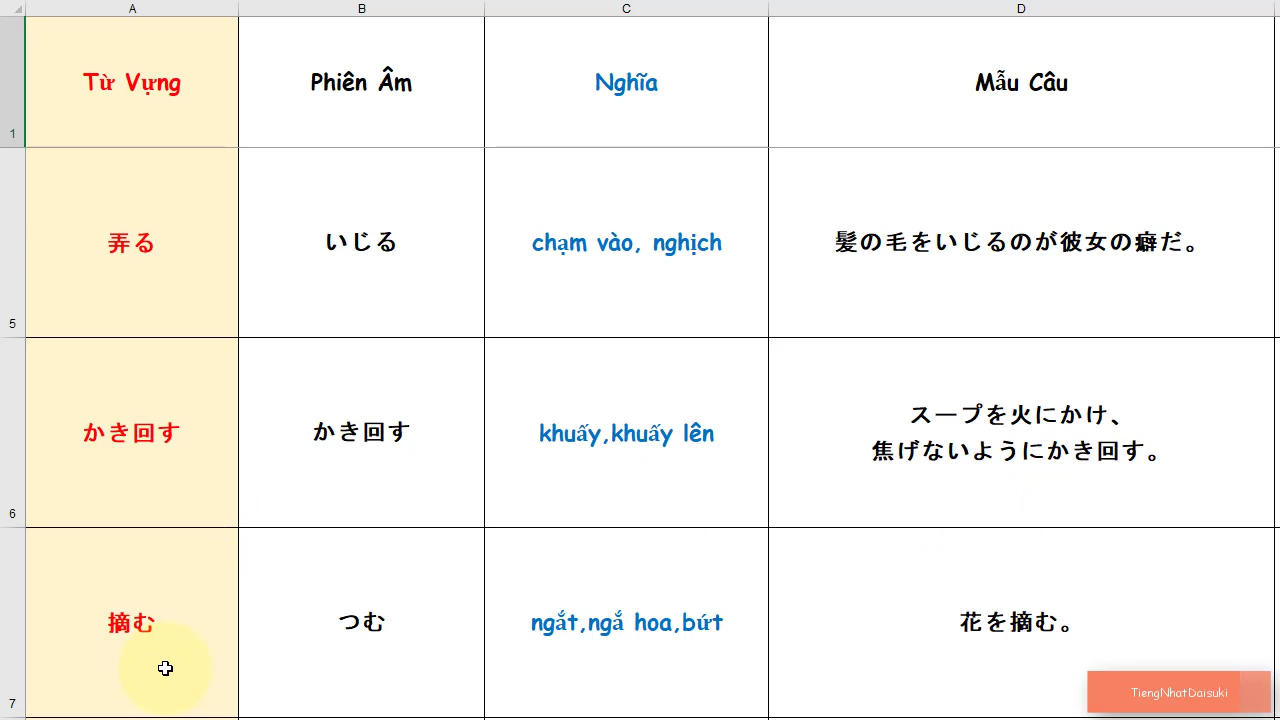 A B C D
1 Từ Vựng Phiên Âm Nghĩa Mẫu Câu
5 弄る いじる chạm vào, nghịch 髪の毛をいじるのが彼女の癖だ。
6 かき回す かき回す khuấy,khuấy lên スープを火にかけ、
焦げないようにかき回す。
7 摘む つむ ngắt,ngắ hoa,bứt 花を摘む。
TiengNhatDaisuki